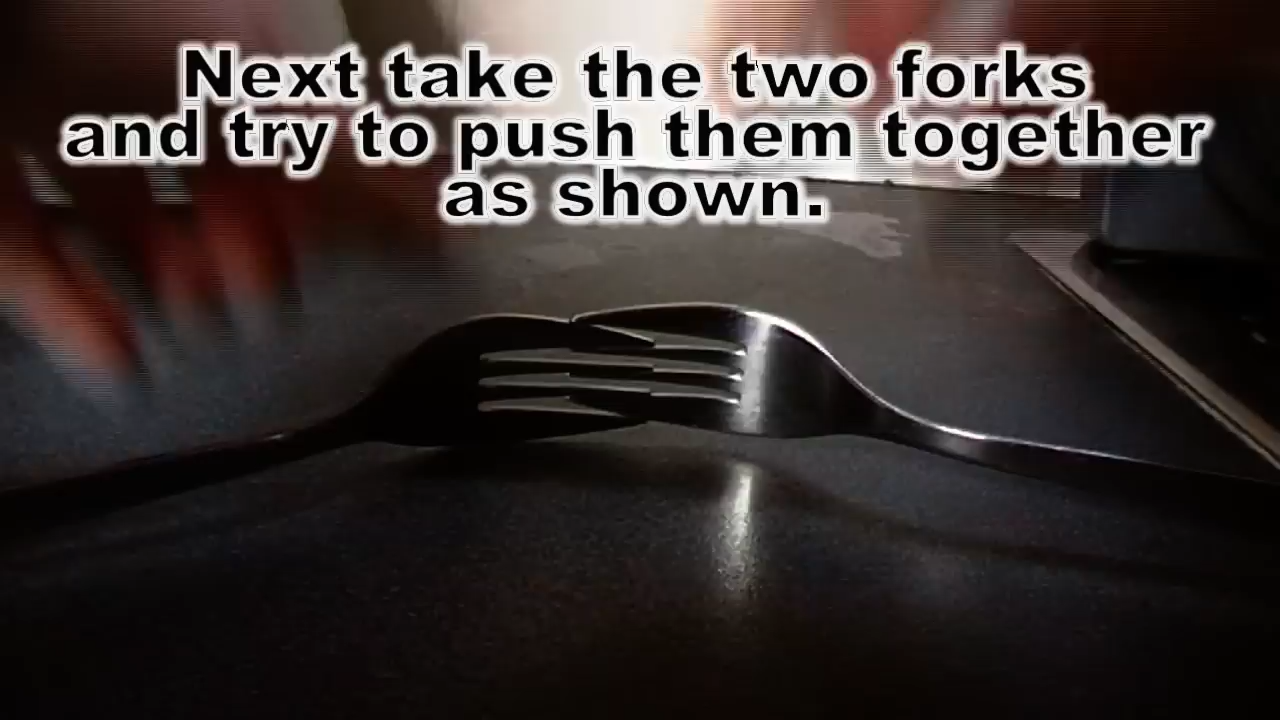 Next take the two forks
and try to push them together
as shown.